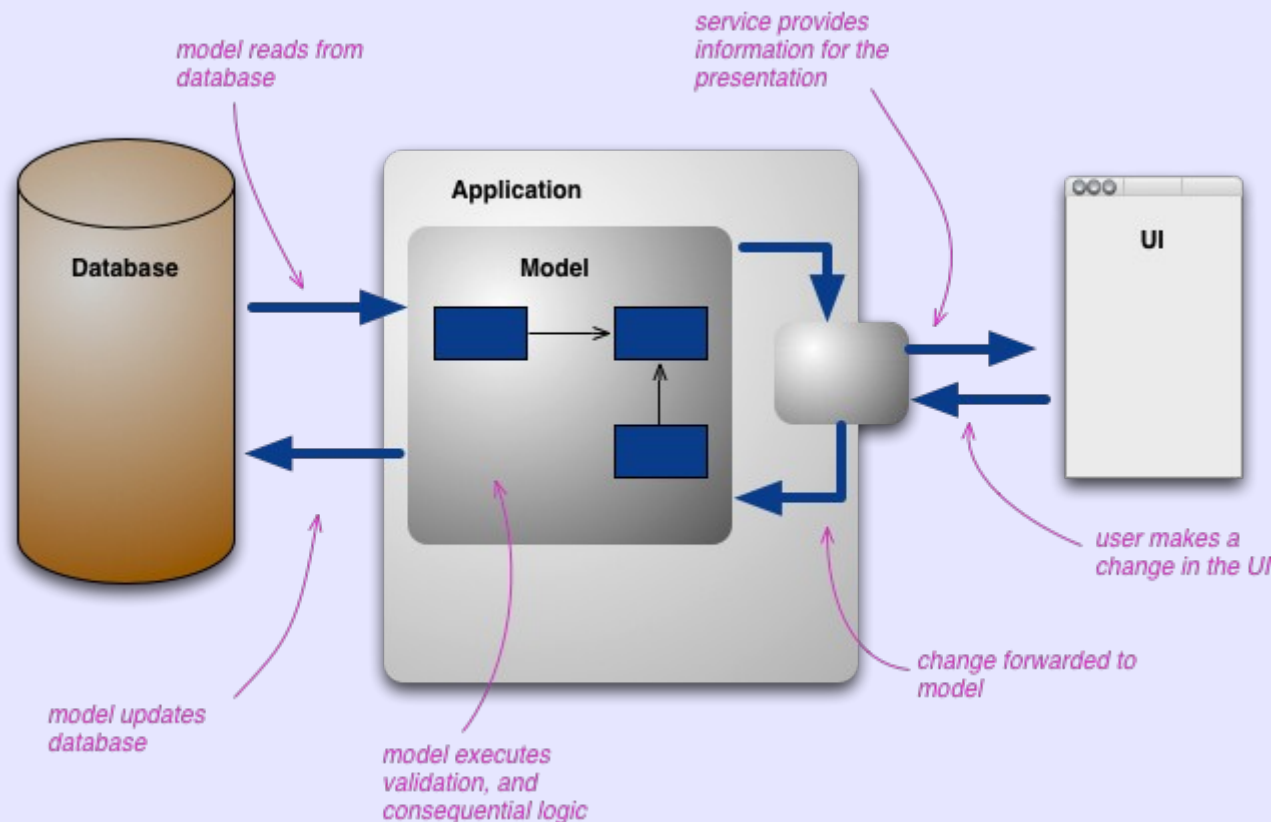 service provides
information for the
presentation
model reads from
database
Application
Database
Model
UI
user makes a
change in the UI
change forwarded to
model
model updates
database
model executes
validation, and
consequential logic